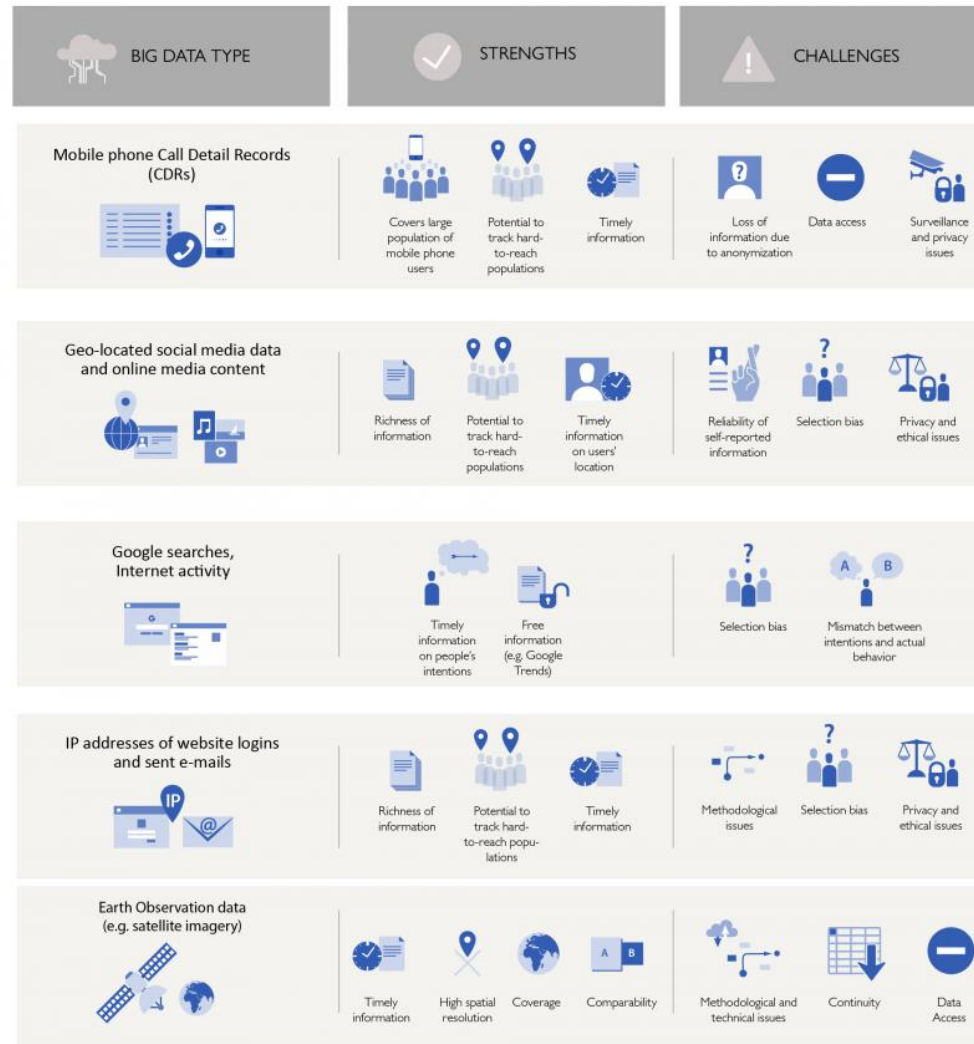 BIG DATA TYPE
STRENGTHS
CHALLENGES
Mobile phone Call Detail Records
(CDRs)
Covers large
population of
mobile phone
users
Potential to
track hard-
to-reach
populations
Timely
information
?
Loss of
information due
to anonymization
Data access
Surveillance
and privacy
issues
Geo-located social media data
and online media content
Richness of
information
Potential to
track hard-
to-reach
populations
Timely
information
on users'
location
Reliability of
self-reported
information
?
Selection bias
Privacy and
ethical issues
Google searches,
Internet activity
G
Timely
information
on people's
intentions
Free
information
(e.g. Google
Trends)
?
Selection bias
A B
Mismatch between
intentions and actual
behavior
IP addresses of website logins
and sent e-mails
IP
@
Richness of
information
Potential to
track hard-
to-reach popu-
lations
Timely
information
Methodological
issues
?
Selection bias
Privacy and
ethical issues
Earth Observation data
(e.g. satellite imagery)
Timely
information
High spatial
resolution
Coverage
A B
Comparability
Methodological and
technical issues
Continuity
Data
Access